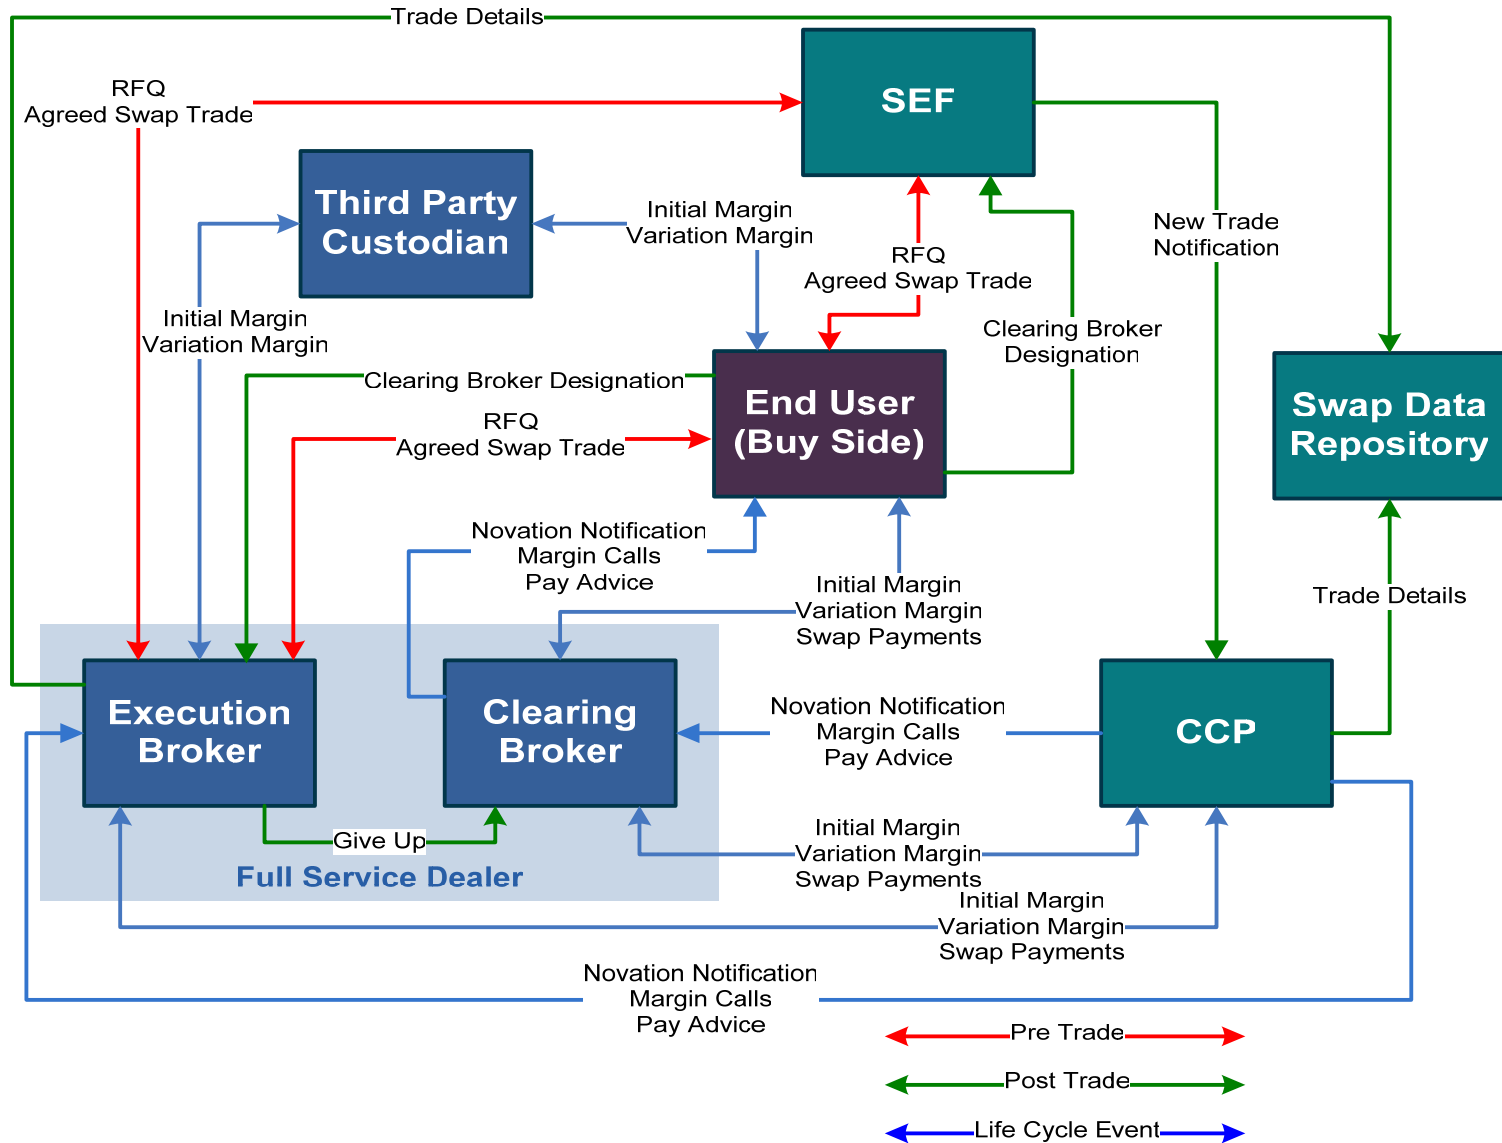 Trade Details
RFQ
Agreed Swap Trade
SEF
Third Party
Custodian
Initial Margin
Variation Margin
New Trade
Notification
RFQ
Agreed Swap Trade
Initial Margin
Variation Margin
Clearing Broker
Designation
Clearing Broker Designation
End User
(Buy Side)
Swap Data
Repository
RFQ
Agreed Swap Trade
Novation Notification
Margin Calls
Pay Advice
Initial Margin
Variation Margin
Swap Payments
Trade Details
Execution
Broker
Clearing
Broker
Novation Notification
Margin Calls
Pay Advice
CCP
Give Up
Full Service Dealer
Initial Margin
Variation Margin
Swap Payments
Initial Margin
Variation Margin
Swap Payments
Novation Notification
Margin Calls
Pay Advice
Pre Trade
Post Trade
Life Cycle Event